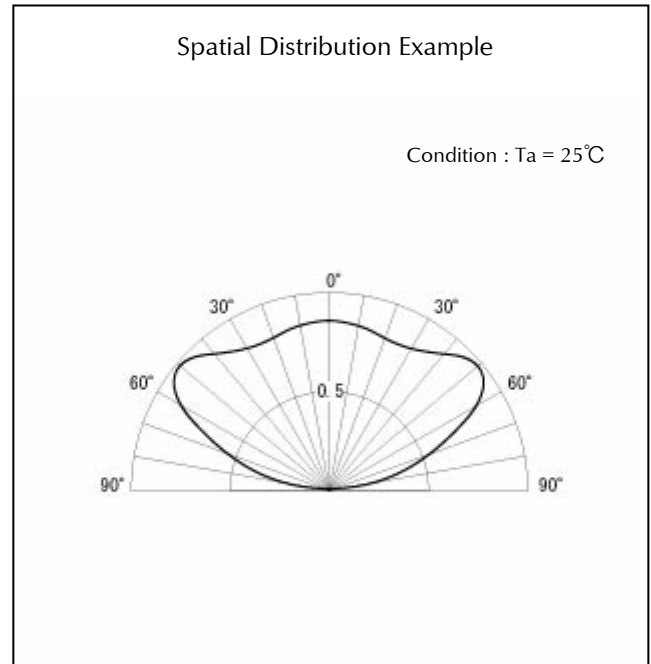 Spatial Distribution Example
Condition : Ta = 25℃
0°
30° 30°
60° 60°
0.5
90° 90°